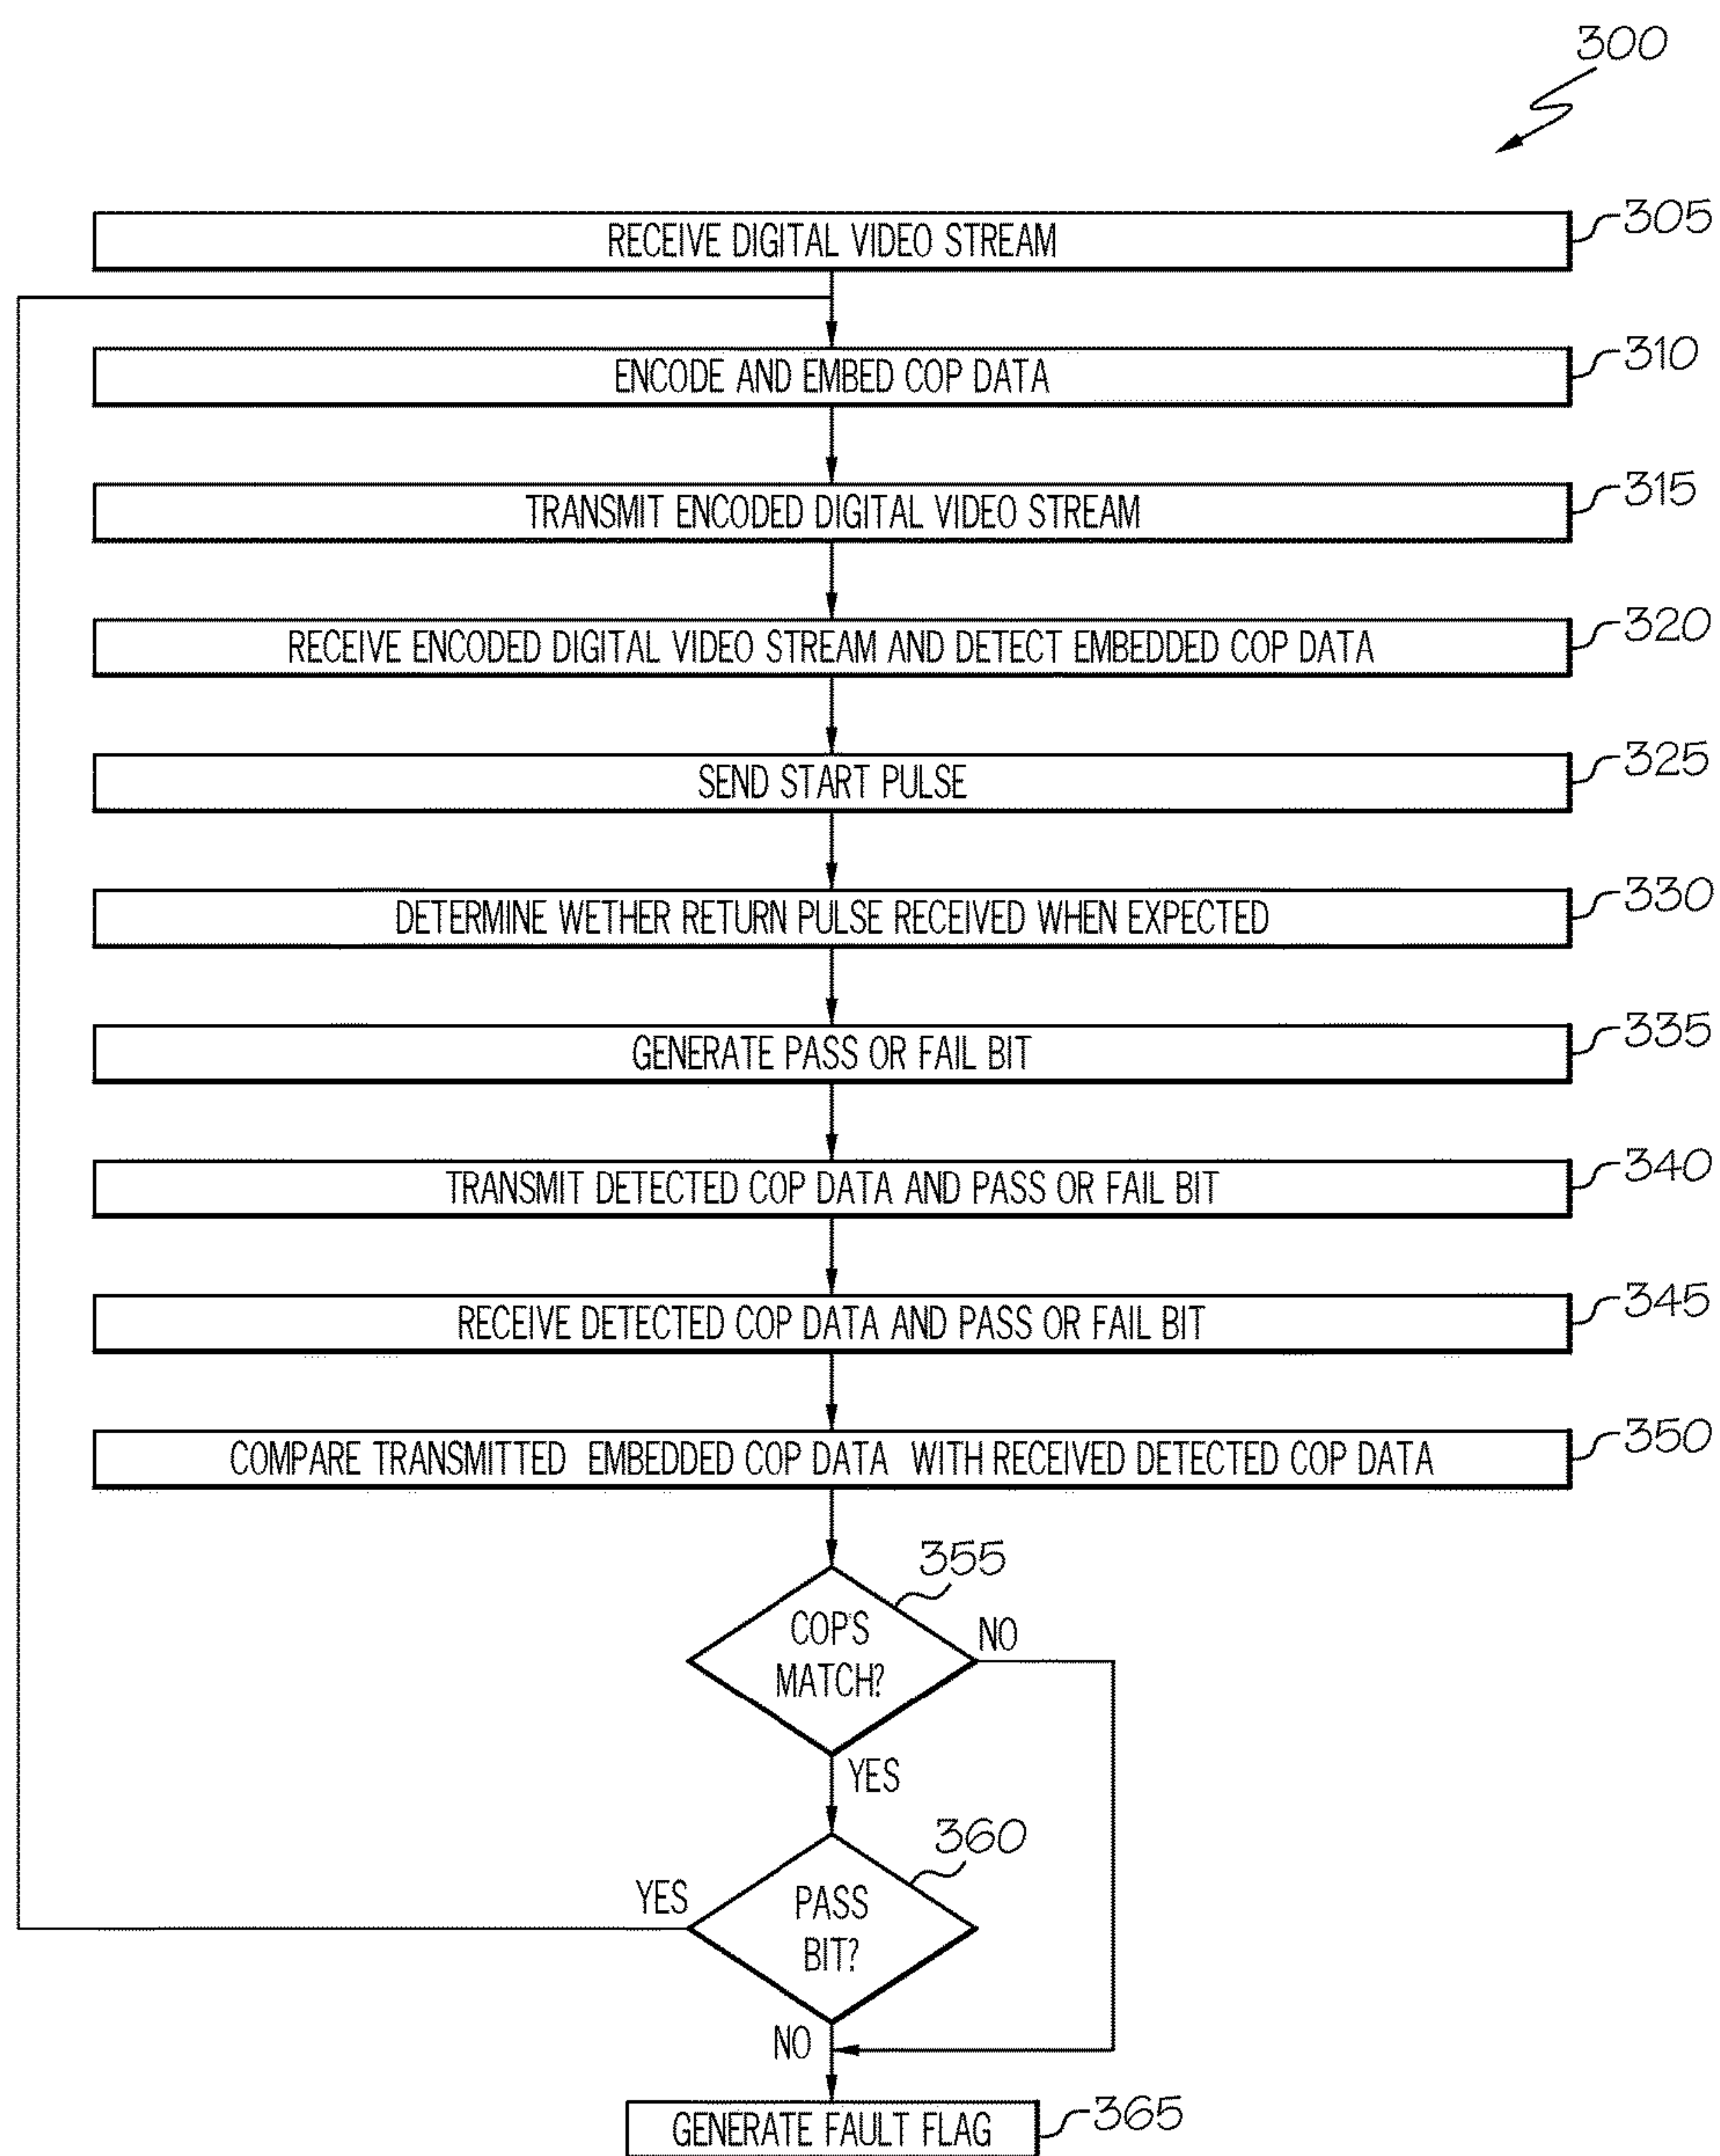 300
RECEIVE DIGITAL VIDEO STREAM
305
ENCODE AND EMBED COP DATA
310
TRANSMIT ENCODED DIGITAL VIDEO STREAM
315
RECEIVE ENCODED DIGITAL VIDEO STREAM AND DETECT EMBEDDED COP DATA
320
SEND START PULSE
325
DETERMINE WETHER RETURN PULSE RECEIVED WHEN EXPECTED
330
GENERATE PASS OR FAIL BIT
335
TRANSMIT DETECTED COP DATA AND PASS OR FAIL BIT
340
RECEIVE DETECTED COP DATA AND PASS OR FAIL BIT
345
COMPARE TRANSMITTED EMBEDDED COP DATA WITH RECEIVED DETECTED COP DATA
350
355
COP'S
MATCH?
NO
YES
360
YES
PASS
BIT?
NO
GENERATE FAULT FLAG
365